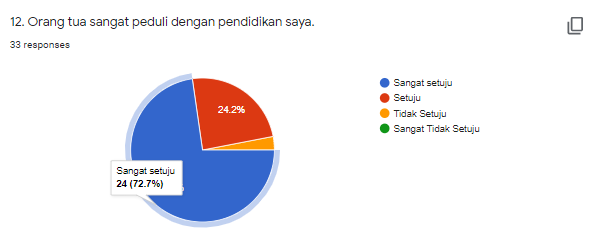 12. Orang tua sangat peduli dengan pendidikan saya.
33 responses
24.2%
Sangat setuju
24 (72.7%)
Sangat setuju
Setuju
Tidak Setuju
Sangat Tidak Setuju